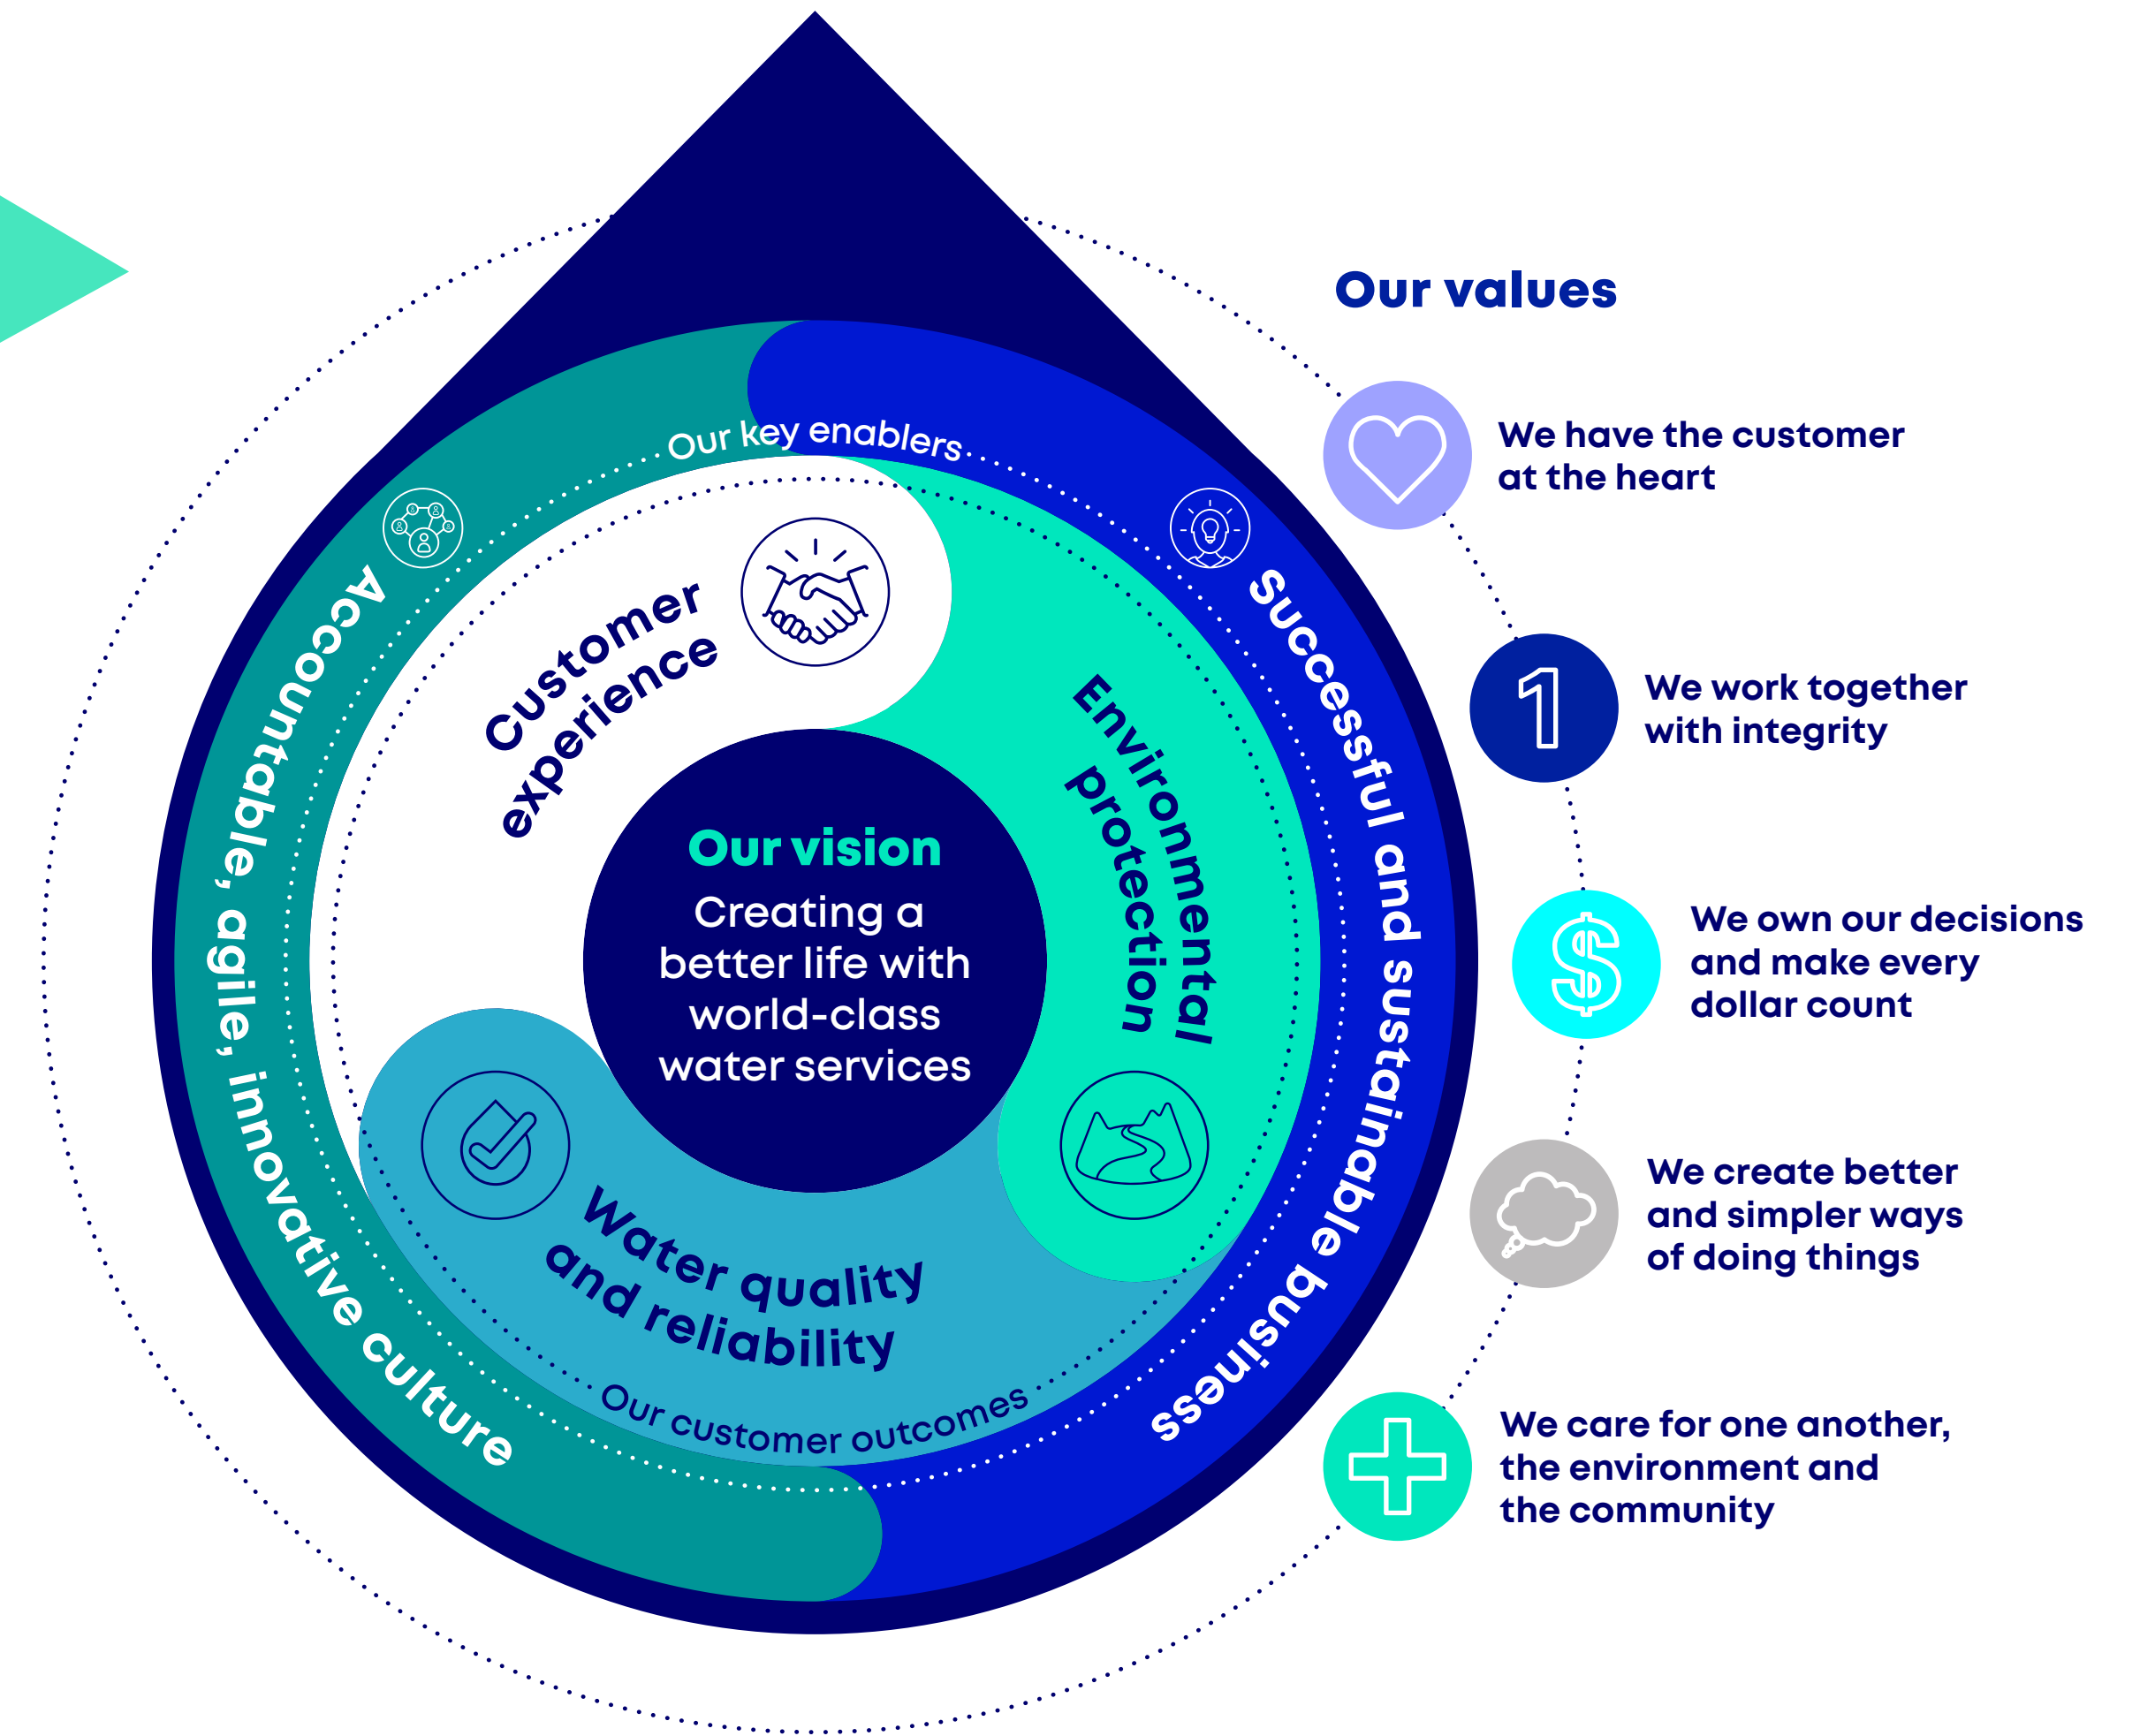 Our key enablers
Accountable, agile, innovative culture
Successful and sustainable business
Customer
experience
Environmental
protection
Water quality
and reliability
Our customer outcomes
Our vision
Creating a
better life with
world-class
water services
Our values
We have the customer
at the heart
1
We work together
with integrity
$
We own our decisions
and make every
dollar count
We create better
and simpler ways
of doing things
We care for one another,
the environment and
the community